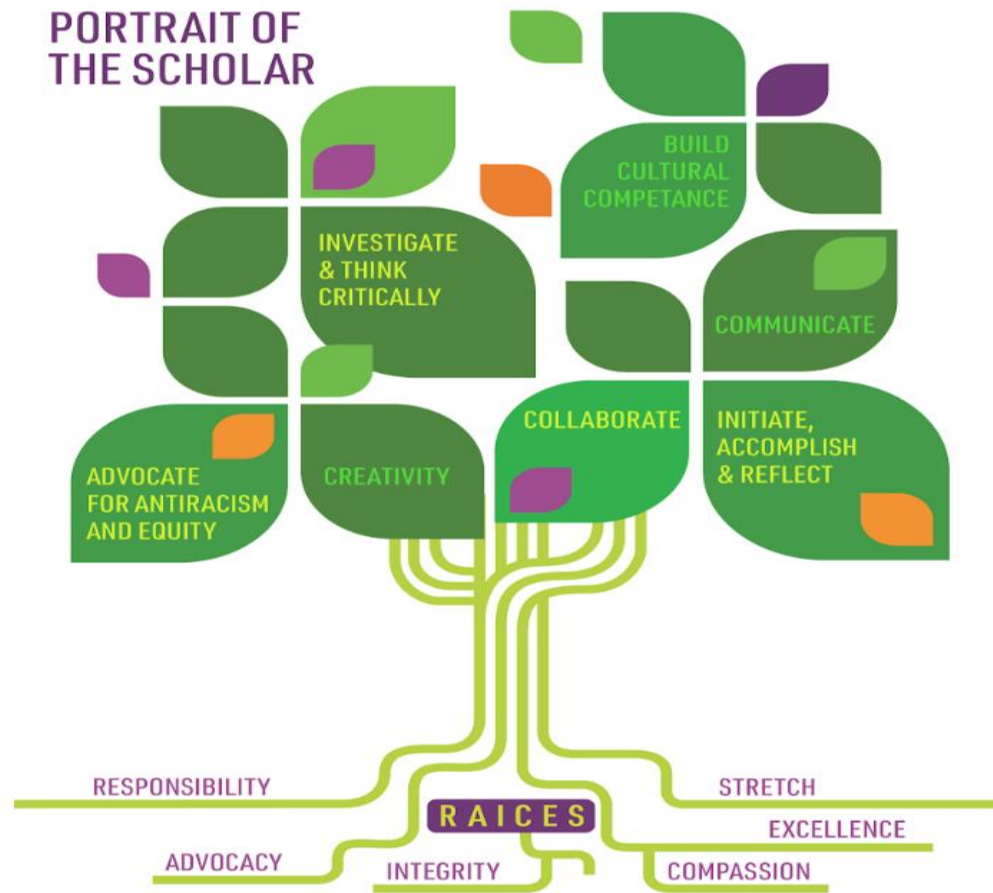 PORTRAIT OF
THE SCHOLAR
BUILD
CULTURAL
COMPETANCE
INVESTIGATE
& THINK
CRITICALLY
COMMUNICATE
COLLABORATE
INITIATE,
ACCOMPLISH
& REFLECT
ADVOCATE
FOR ANTIRACISM
AND EQUITY
CREATIVITY
RESPONSIBILITY
STRETCH
RAICES
EXCELLENCE
ADVOCACY
INTEGRITY
COMPASSION